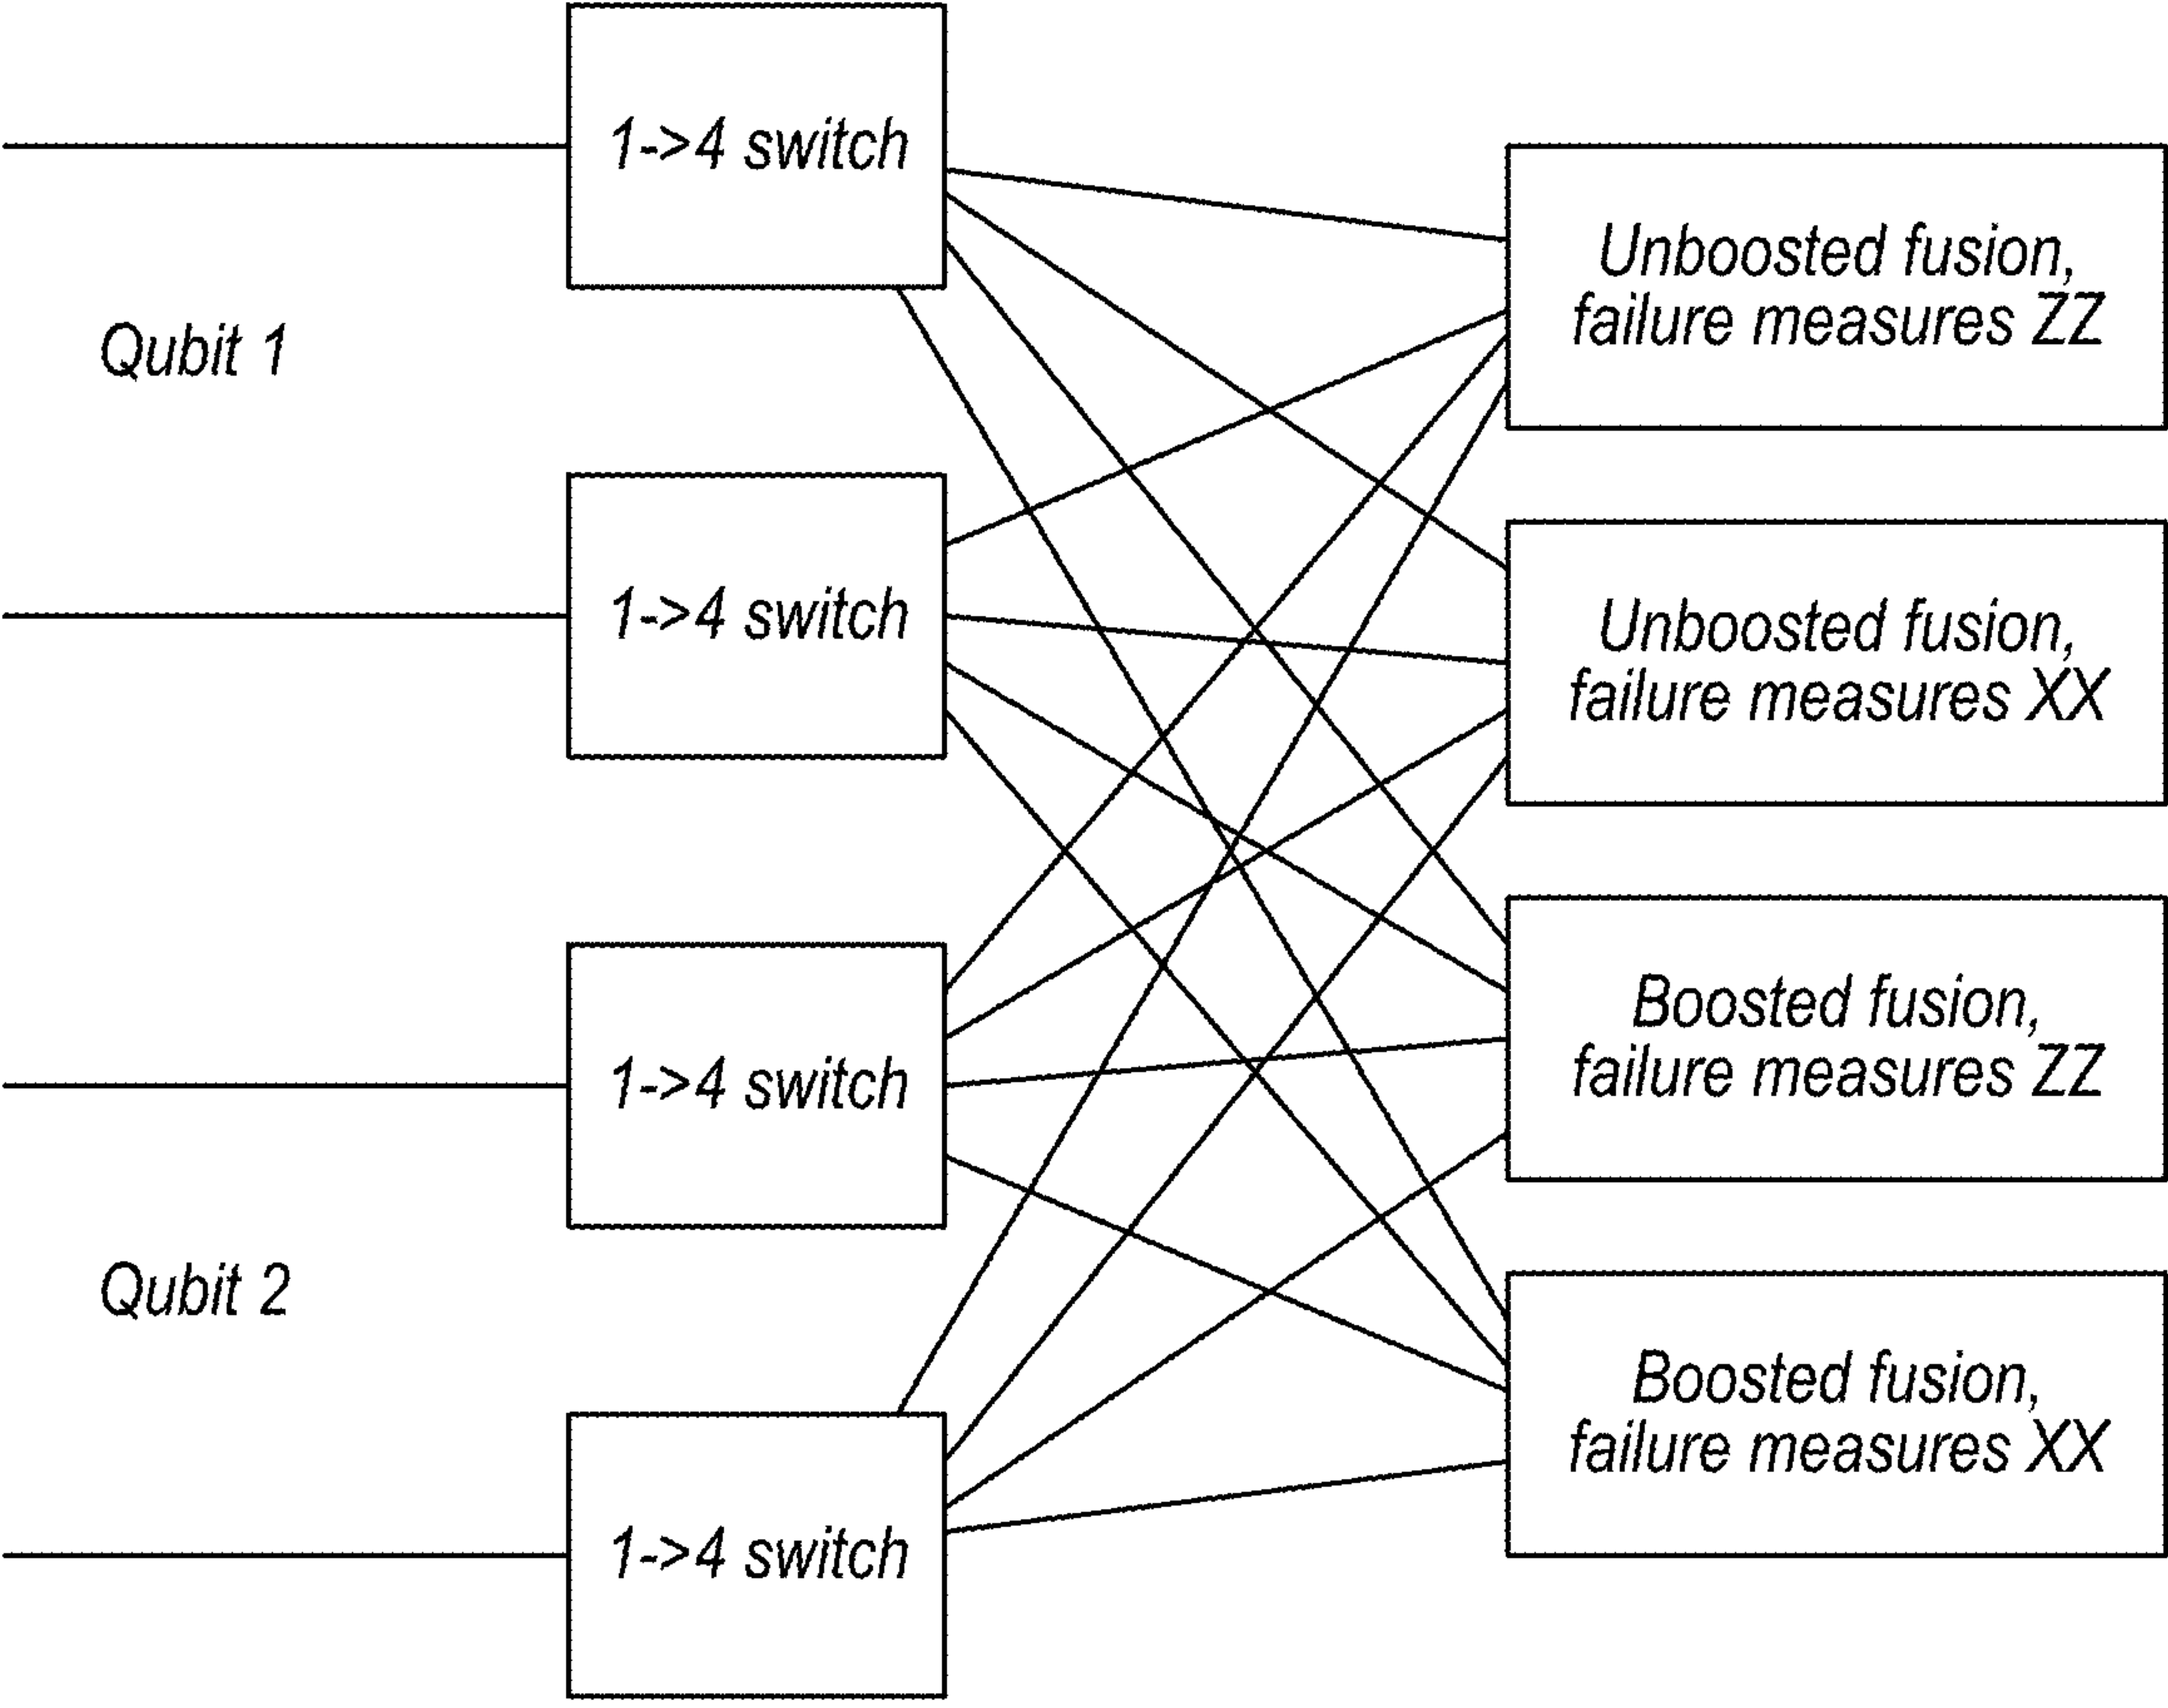 1->4 switch
Unboosted fusion,
failure measures ZZ
Qubit 1
1->4 switch
Unboosted fusion,
failure measures XX
1->4 switch
Boosted fusion,
failure measures ZZ
Qubit 2
1->4 switch
Boosted fusion,
failure measures XX